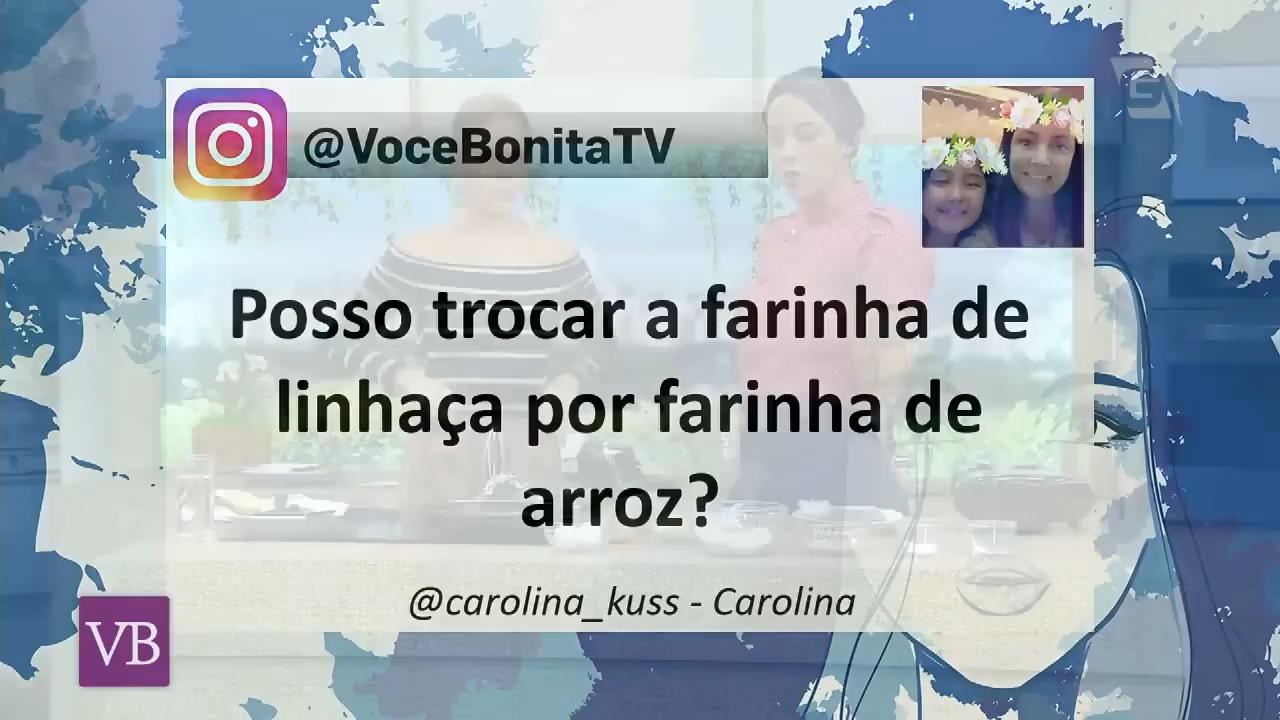 @VoceBonitaTV
Posso trocar a farinha de
linhaça por farinha de
arroz?
@carolina_kuss - Carolina
VB
G